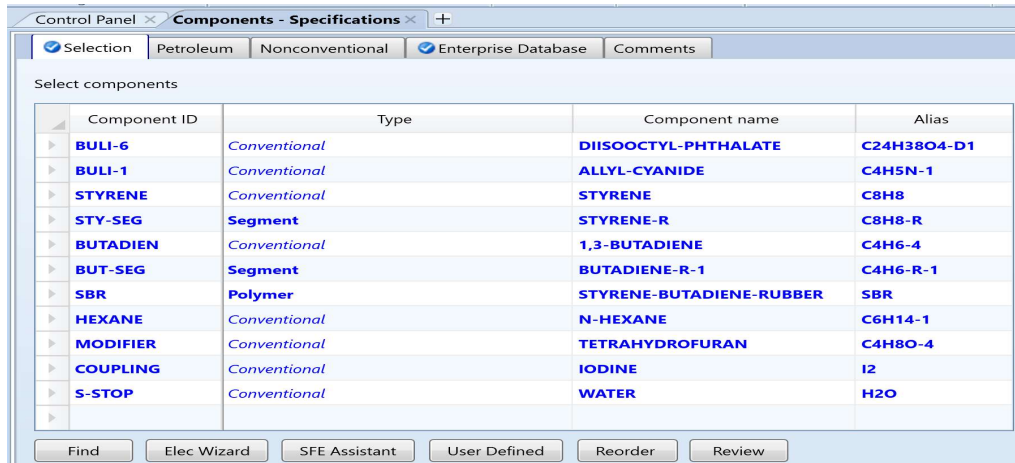 Control Panel × Components - Specifications × +
Selection Petroleum Nonconventional Enterprise Database Comments
Select components
Component ID Type Component name Alias
BULI-6 Conventional DIISOOCTYL-PHTHALATE C24H38O4-D1
BULI-1 Conventional ALLYL-CYANIDE C4H5N-1
STYRENE Conventional STYRENE C8H8
STY-SEG Segment STYRENE-R C8H8-R
BUTADIEN Conventional 1,3-BUTADIENE C4H6-4
BUT-SEG Segment BUTADIENE-R-1 C4H6-R-1
SBR Polymer STYRENE-BUTADIENE-RUBBER SBR
HEXANE Conventional N-HEXANE C6H14-1
MODIFIER Conventional TETRAHYDROFURAN C4H8O-4
COUPLING Conventional IODINE I2
S-STOP Conventional WATER H2O
Find Elec Wizard SFE Assistant User Defined Reorder Review